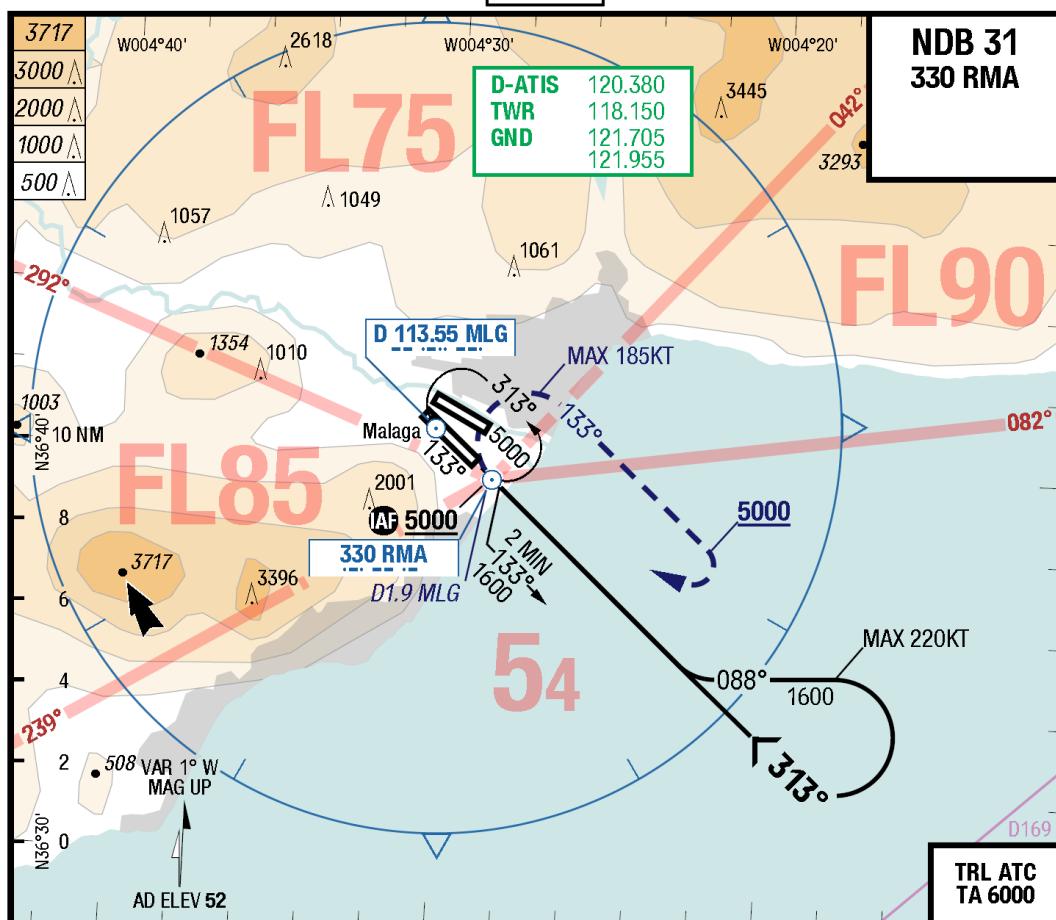 3717
3000
2000
1000
500
W004°40'
W004°30'
W004°20'
NDB 31
330 RMA
2618
D-ATIS 120.380
TWR 118.150
GND 121.705
121.955
3445
042°
3293
FL75
1049
1057
1061
FL90
292°
D 113.55 MLG
MAX 185KT
1354
1010
313°
133°
1003
N36°40'
10 NM
Malaga
133°
5000
082°
FL85
2001
IAF 5000
5000
8
330 RMA
2 MIN
133°
1600
D1.9 MLG
3717
3396
6
54
MAX 220KT
4
088°
1600
239°
2
508
VAR 1° W
MAG UP
313°
N36°30'
0
D169
AD ELEV 52
TRL ATC
TA 6000